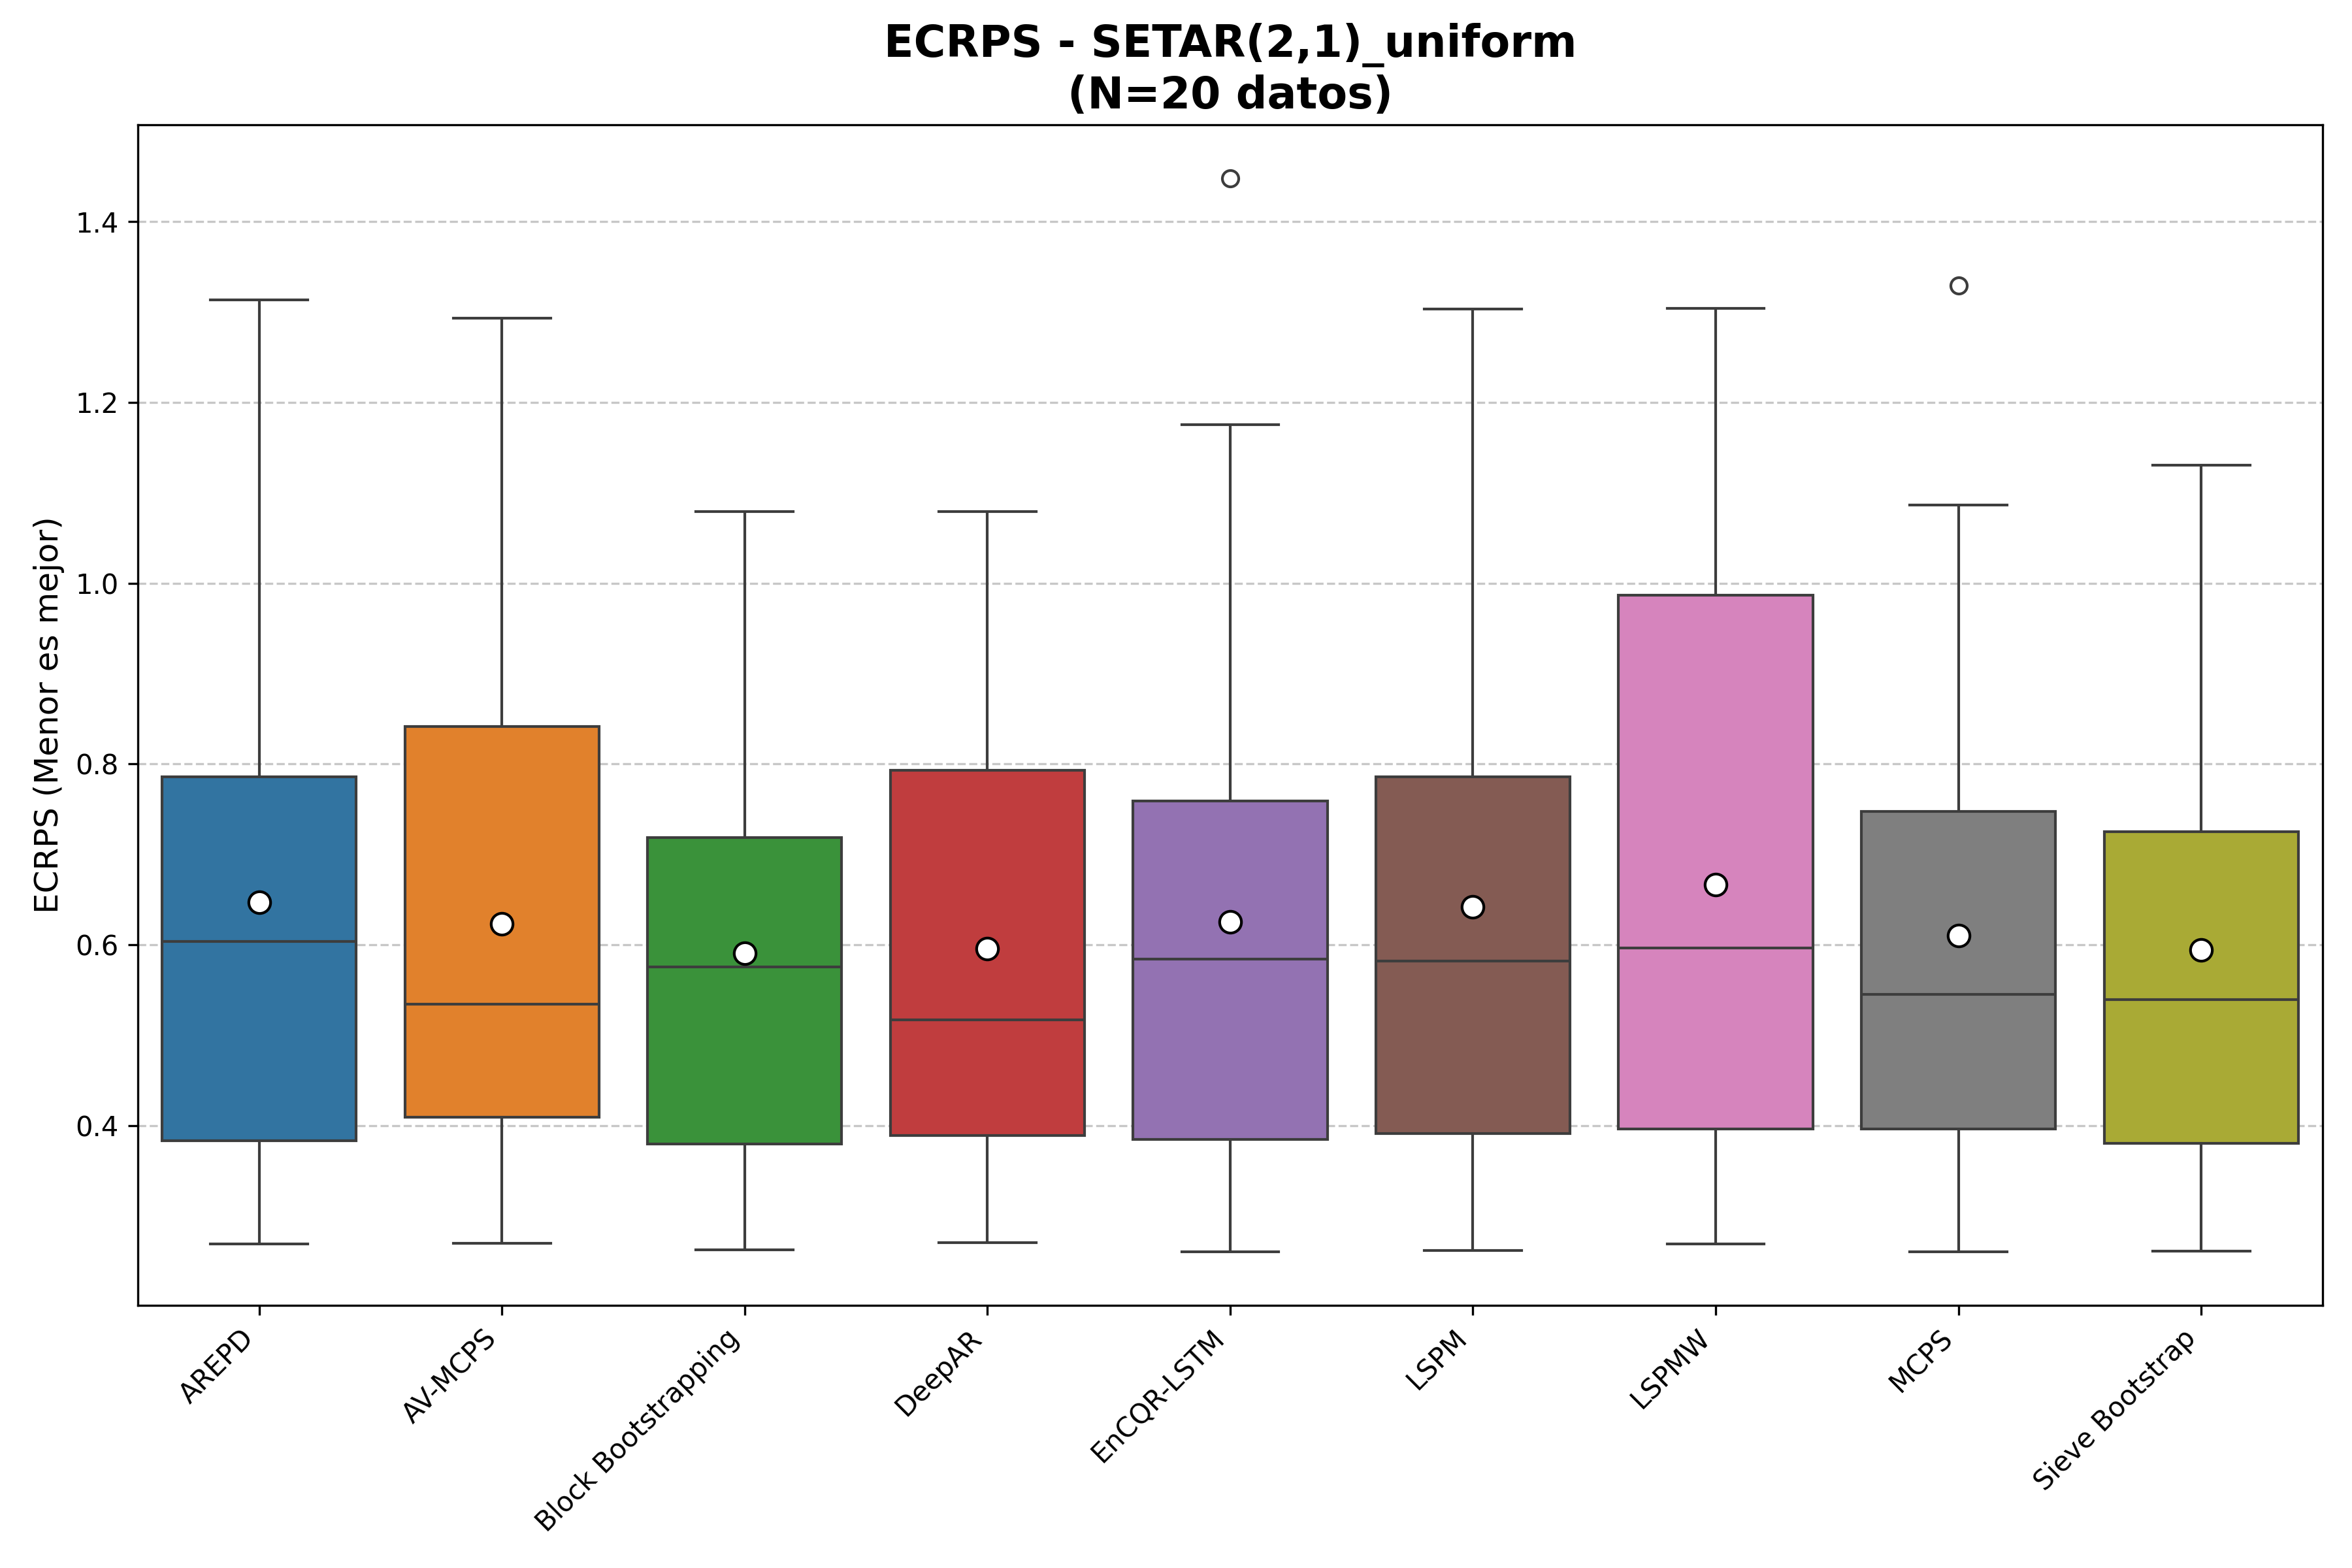 ECRPS - SETAR(2,1)_uniform
(N=20 datos)
ECRPS (Menor es mejor)
1.4
1.2
1.0
0.8
0.6
0.4
AREPD
AV-MCPS
Block Bootstrapping
DeepAR
EnCQR-LSTM
LSPM
LSPMW
MCPS
Sieve Bootstrap